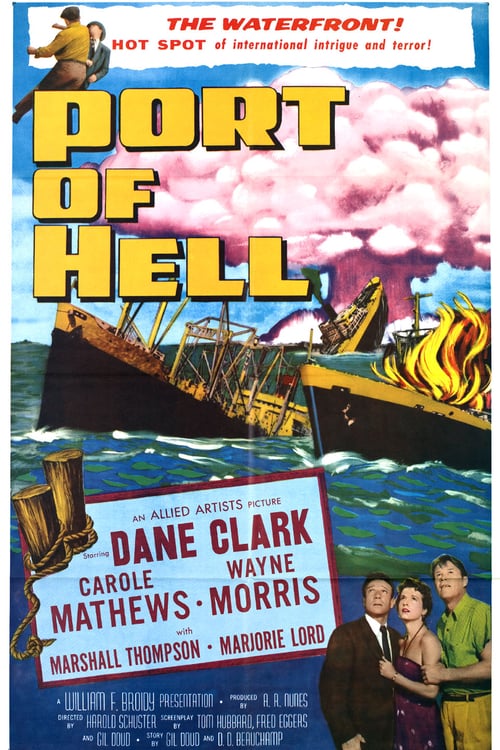 THE WATERFRONT!
HOT SPOT of international intrigue and terror!
PORT
OF
HELL
AN ALLIED ARTISTS PICTURE
Starring DANE CLARK
CAROLE WAYNE
MATHEWS · MORRIS
with
MARSHALL THOMPSON · MARJORIE LORD
A WILLIAM F. BROIDY PRESENTATION · PRODUCED BY A. R. NUNES
DIRECTED BY HAROLD SCHUSTER · SCREENPLAY BY TOM HUBBARD, FRED EGGERS
AND GIL DOUD · STORY BY GIL DOUD AND D. D. BEAUCHAMP